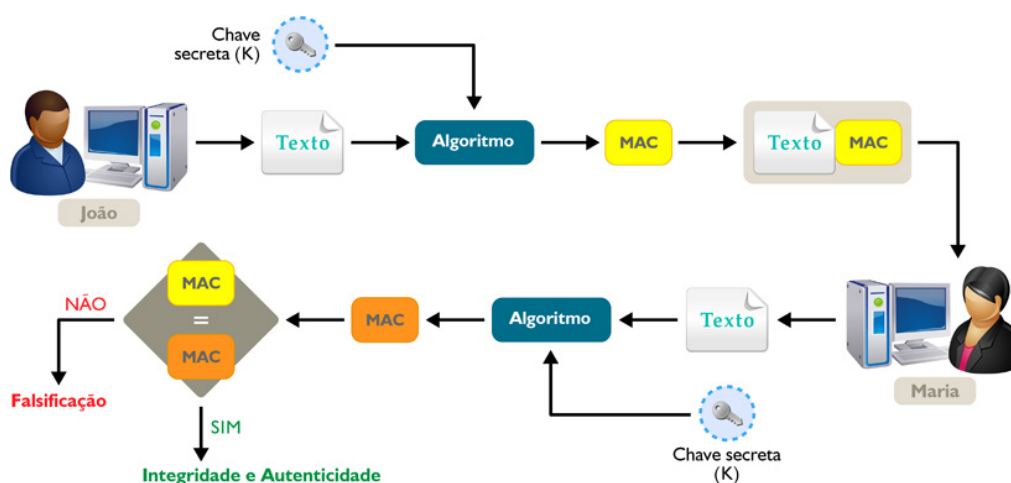 Chave
secreta (K)
Texto
Algoritmo
MAC
Texto
MAC
João
MAC
=
MAC
NÃO
Falsificação
SIM
Integridade e Autenticidade
MAC
Algoritmo
Texto
Maria
Chave secreta
(K)